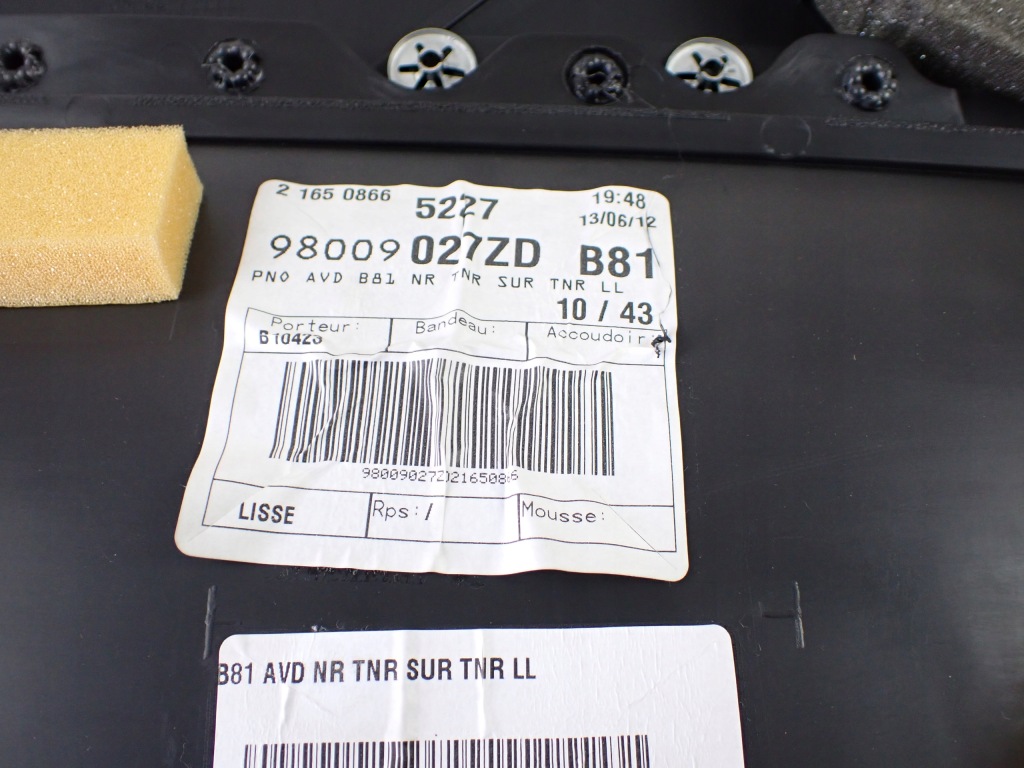 2 165 0866 5227 19:48
13/06/12
98009 027ZD B81
PNO AVD B81 NR TNR SUR TNR LL
10 / 43
Porteur: Bandeau: Accoudoir:
LISSE Rps: / Mousse:
B81 AVD NR TNR SUR TNR LL